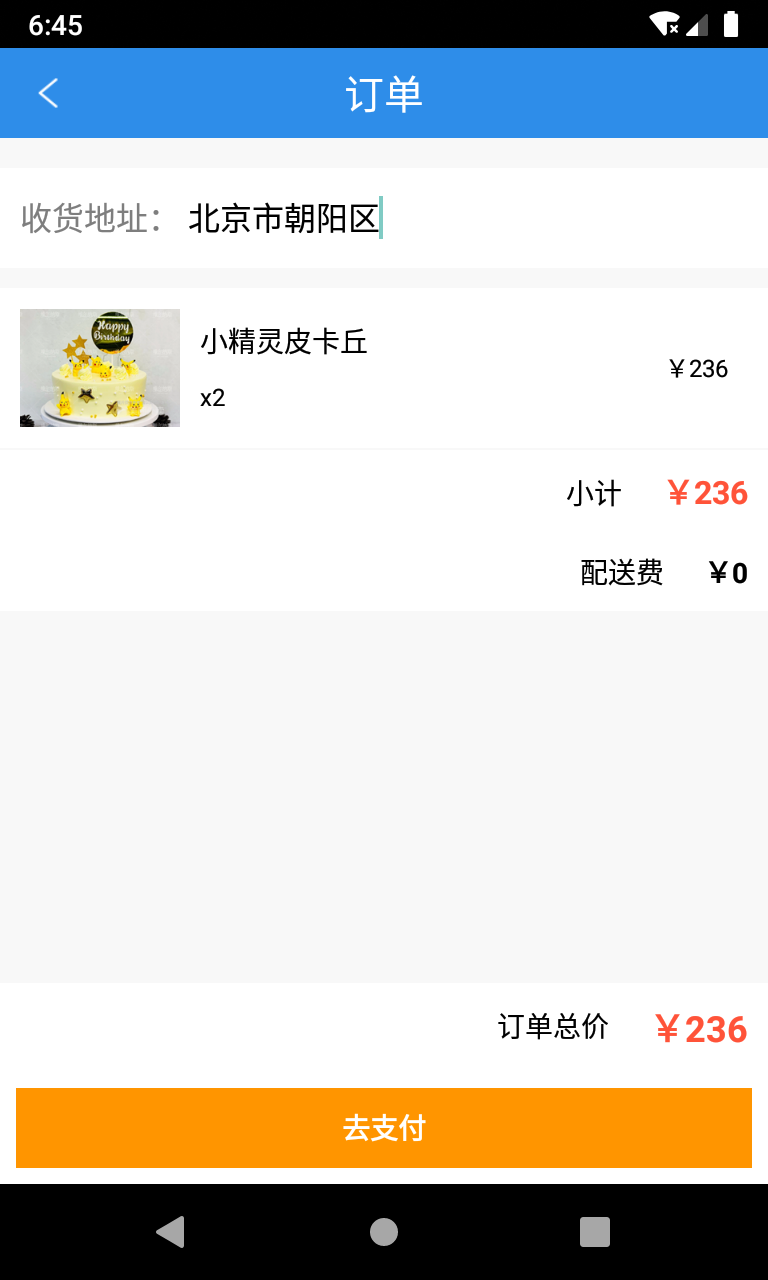 6:45
订单
收货地址： 北京市朝阳区
Happy
Birthday
小精灵皮卡丘
x2
￥236
小计 ￥236
配送费 ￥0
订单总价 ￥236
去支付